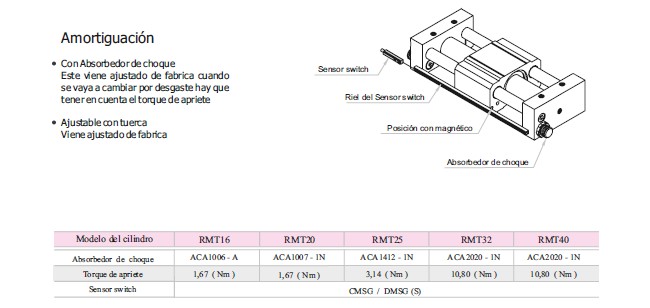 Amortiguación
• Con Absorbedor de choque
Este viene ajustado de fabrica cuando
se vaya a cambiar por desgaste hay que
tener en cuenta el torque de apriete
• Ajustable con tuerca
Viene ajustado de fabrica
Sensor switch
Riel del Sensor switch
Posición con magnético
Absorbedor de choque
Modelo del cilindro RMT16 RMT20 RMT25 RMT32 RMT40
Absorbedor de choque ACA1006 - A ACA1007 - 1N ACA1412 - 1N ACA2020 - 1N ACA2020 - 1N
Torque de apriete 1,67 ( Nm ) 1,67 ( Nm ) 3,14 ( Nm ) 10,80 ( Nm ) 10,80 ( Nm )
Sensor switch CMSG / DMSG (S)